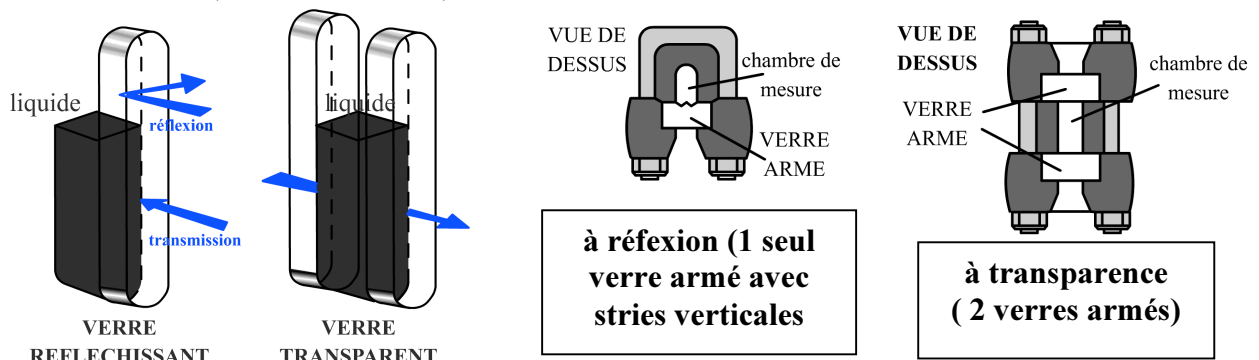 liquide
réflexion
transmission
VERRE
REFLECHISSANT
liquide
VERRE
TRANSPARENT
VUE DE
DESSUS
chambre de
mesure
VERRE
ARME
à réfexion (1 seul
verre armé avec
stries verticales
VUE DE
DESSUS
chambre de
mesure
VERRE
ARME
à transparence
( 2 verres armés)